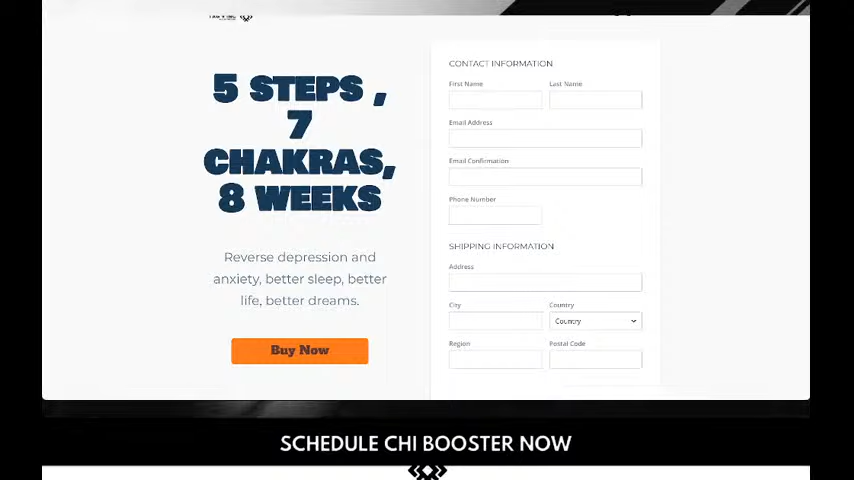 5 STEPS ,
7
CHAKRAS,
8 WEEKS
Reverse depression and
anxiety, better sleep, better
life, better dreams.
Buy Now
CONTACT INFORMATION
First Name Last Name
Email Address
Email Confirmation
Phone Number
SHIPPING INFORMATION
Address
City Country
Country
Region Postal Code
SCHEDULE CHI BOOSTER NOW